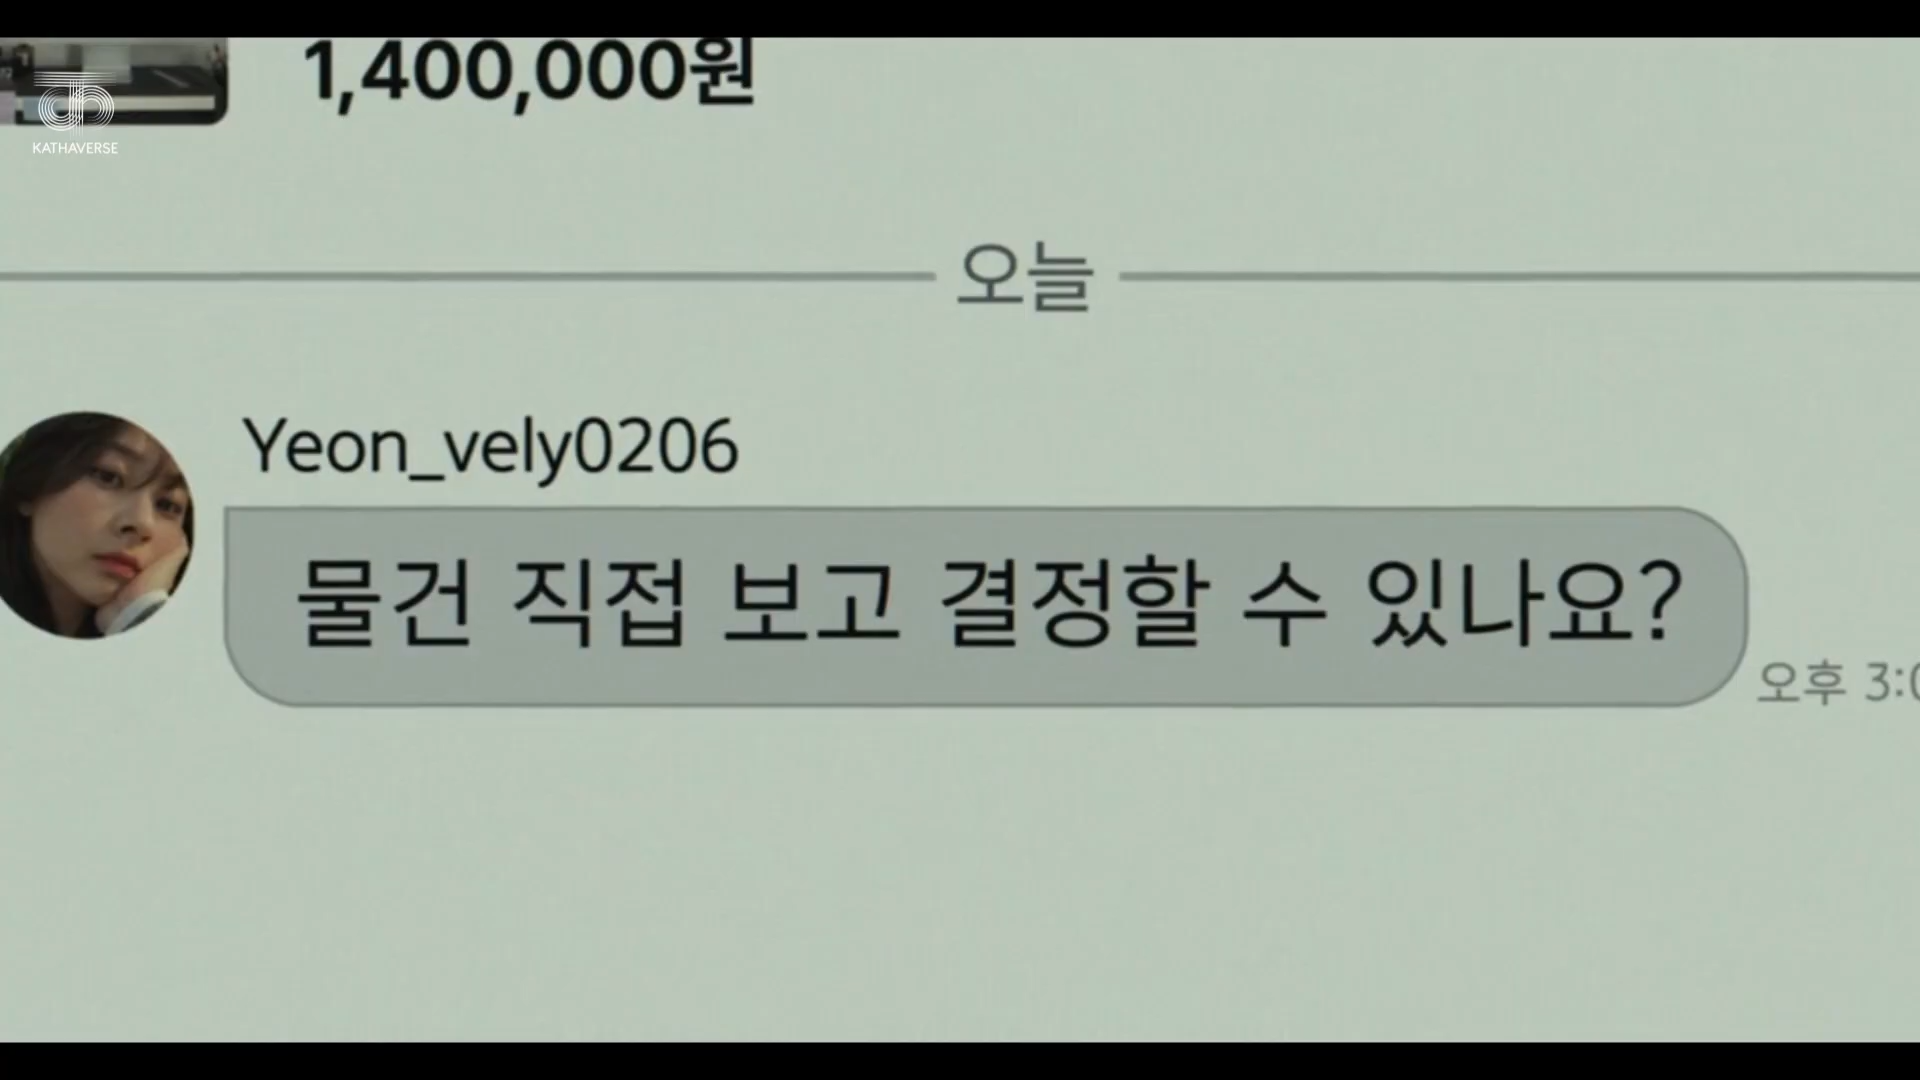 1,400,000원
KATHAVERSE
오늘
Yeon_vely0206
물건 직접 보고 결정할 수 있나요?
오후 3:0